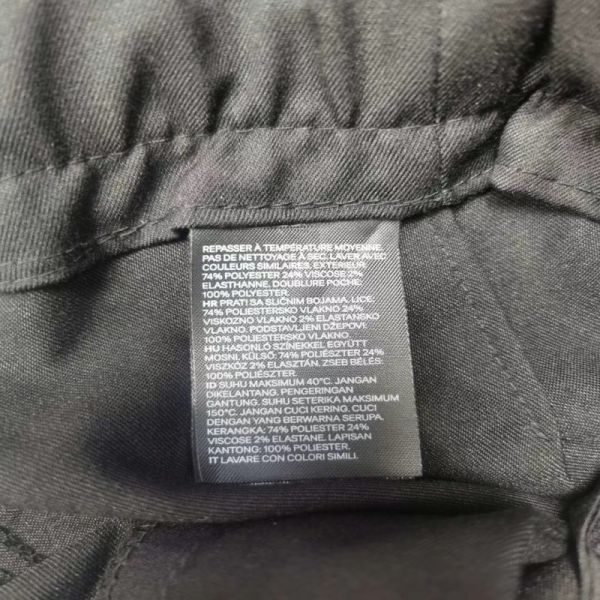 REPASSER À TEMPÉRATURE MOYENNE.
PAS DE NETTOYAGE À SEC. LAVER AVEC
COULEURS SIMILAIRES. EXTERIEUR:
74% POLYESTER 24% VISCOSE 2%
ELASTHANNE. DOUBLURE POCHE:
100% POLYESTER.
HR PRATI SA SLIČNIM BOJAMA. LICE:
74% POLIESTERSKO VLAKNO 24%
VISKOZNO VLAKNO 2% ELASTANSKO
VLAKNO. PODSTAVLJENI DŽEPOVI:
100% POLIESTERSKO VLAKNO.
HU HASONLÓ SZÍNEKKEL EGYÜTT
MOSNI. KÜLSŐ: 74% POLIÉSZTER 24%
VISZKÓZ 2% ELASZTÁN. ZSEB BÉLÉS:
100% POLIÉSZTER.
ID SUHU MAKSIMUM 40°C. JANGAN
DIKELANTANG. PENGERINGAN
GANTUNG. SUHU SETERIKA MAKSIMUM
150°C. JANGAN CUCI KERING. CUCI
DENGAN YANG BERWARNA SERUPA.
KERANGKA: 74% POLIESTER 24%
VISCOSE 2% ELASTANE. LAPISAN
KANTONG: 100% POLIESTER.
IT LAVARE CON COLORI SIMILI.